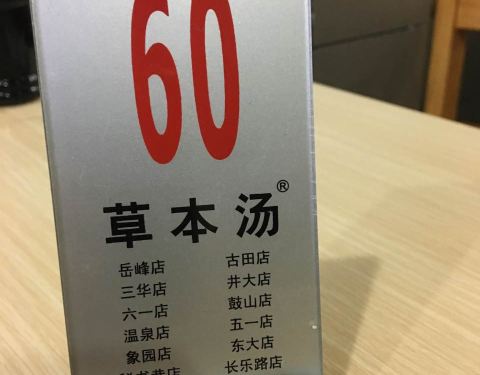 60
草本汤®
岳峰店 古田店
三华店 井大店
六一店 鼓山店
温泉店 五一店
象园店 东大店
长乐路店